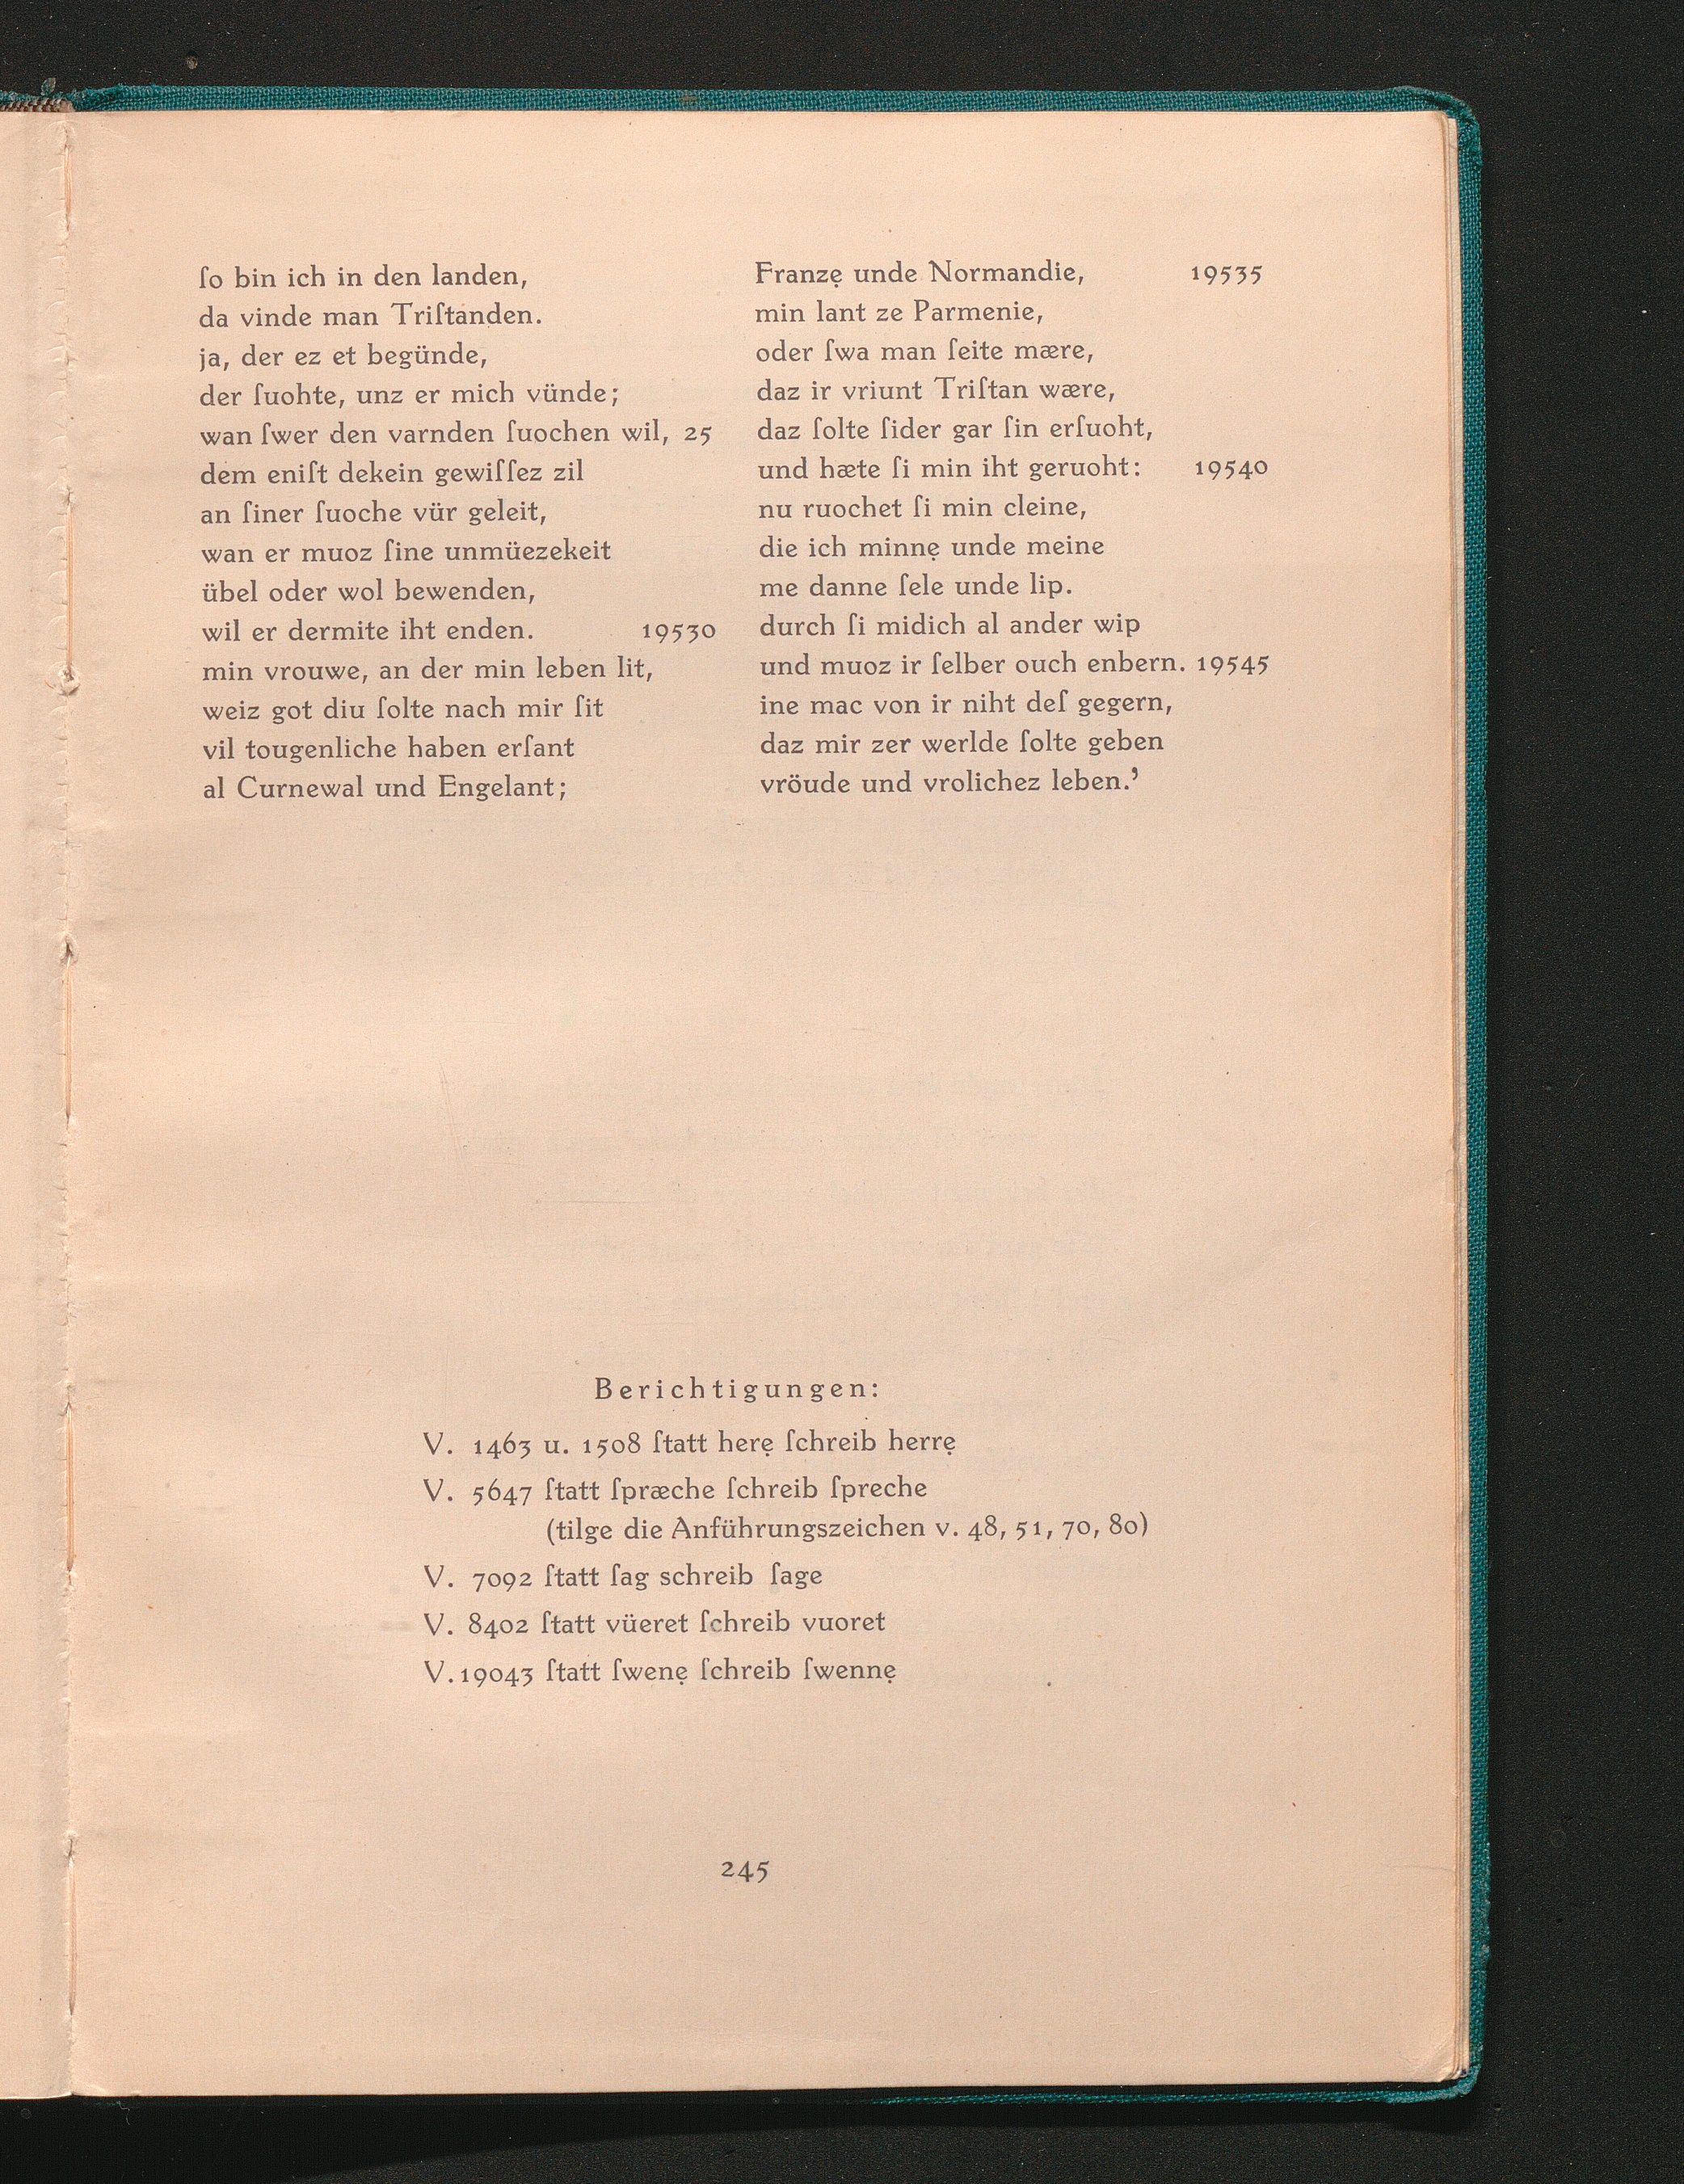 ſo bin ich in den landen,
da vinde man Triſtanden.
ja, der ez et begünde,
der ſuohte, unz er mich vünde;
wan ſwer den varnden ſuochen wil, 25
dem eniſt dekein gewiſſez zil
an ſiner ſuoche vür geleit,
wan er muoz ſine unmüezekeit
übel oder wol bewenden,
wil er dermite iht enden. 19530
min vrouwe, an der min leben lit,
weiz got diu ſolte nach mir ſit
vil tougenliche haben erſant
al Curnewal und Engelant;
Franzẹ unde Normandie, 19535
min lant ze Parmenie,
oder ſwa man ſeite mære,
daz ir vriunt Triſtan wære,
daz ſolte ſider gar ſin erſuoht,
und hæte ſi min iht geruoht: 19540
nu ruochet ſi min cleine,
die ich minnẹ unde meine
me danne ſele unde lip.
durch ſi midich al ander wip
und muoz ir ſelber ouch enbern. 19545
ine mac von ir niht deſ gegern,
daz mir zer werlde ſolte geben
vröude und vrolichez leben.’
Berichtigungen:
V. 1463 u. 1508 ſtatt herẹ ſchreib herrẹ
V. 5647 ſtatt ſpræche ſchreib ſpreche
(tilge die Anführungszeichen v. 48, 51, 70, 80)
V. 7092 ſtatt ſag schreib ſage
V. 8402 ſtatt vüeret ſchreib vuoret
V. 19043 ſtatt ſwenẹ ſchreib ſwennẹ
245